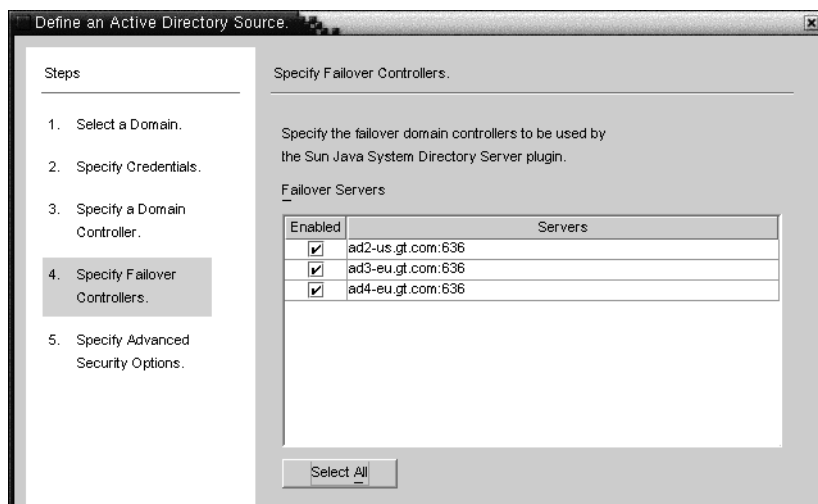 Define an Active Directory Source.
Steps
1. Select a Domain.
2. Specify Credentials.
3. Specify a Domain
Controller.
4. Specify Failover
Controllers.
5. Specify Advanced
Security Options.
Specify Failover Controllers.
Specify the failover domain controllers to be used by
the Sun Java System Directory Server plugin.
Failover Servers
Enabled Servers
ad2-us.gt.com:636
ad3-eu.gt.com:636
ad4-eu.gt.com:636
Select All